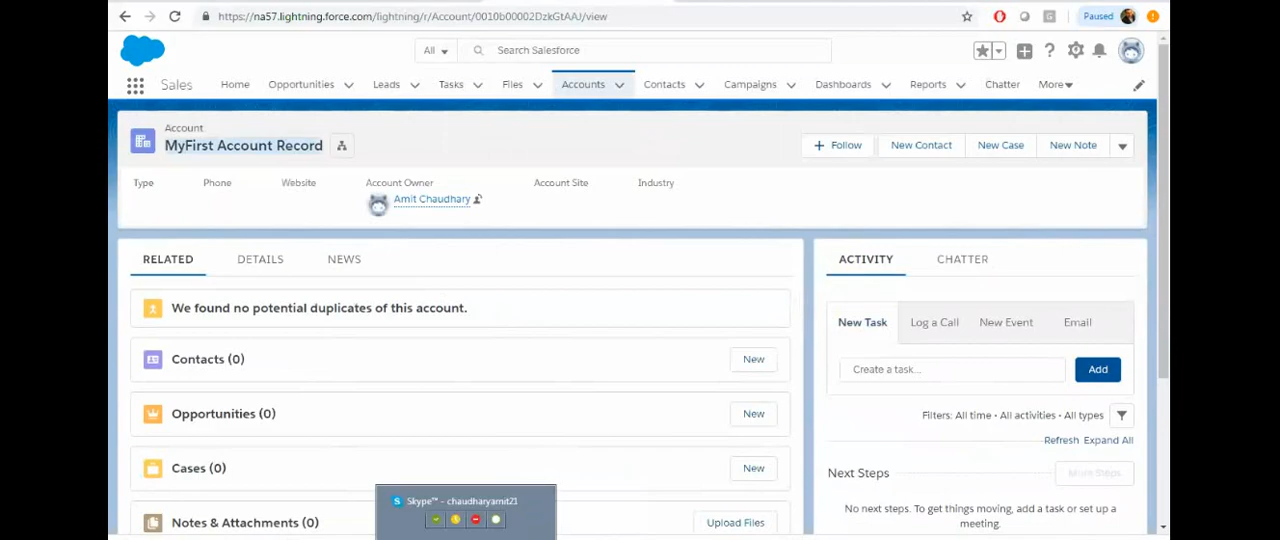 https://na57.lightning.force.com/lightning/r/Account/0010b00002DzkGtAAJ/view
Paused
All
Search Salesforce
Sales Home Opportunities Leads Tasks Files Accounts Contacts Campaigns Dashboards Reports Chatter More
Account
MyFirst Account Record
+ Follow New Contact New Case New Note
Type Phone Website Account Owner Account Site Industry
Amit Chaudhary
RELATED DETAILS NEWS
ACTIVITY CHATTER
We found no potential duplicates of this account.
New Task Log a Call New Event Email
Contacts (0) New
Create a task... Add
Opportunities (0) New
Filters: All time • All activities • All types
Refresh Expand All
Cases (0) New
Next Steps More Steps
Skype™ - chaudharyamit21
Notes & Attachments (0) Upload Files
No next steps. To get things moving, add a task or set up a
meeting.